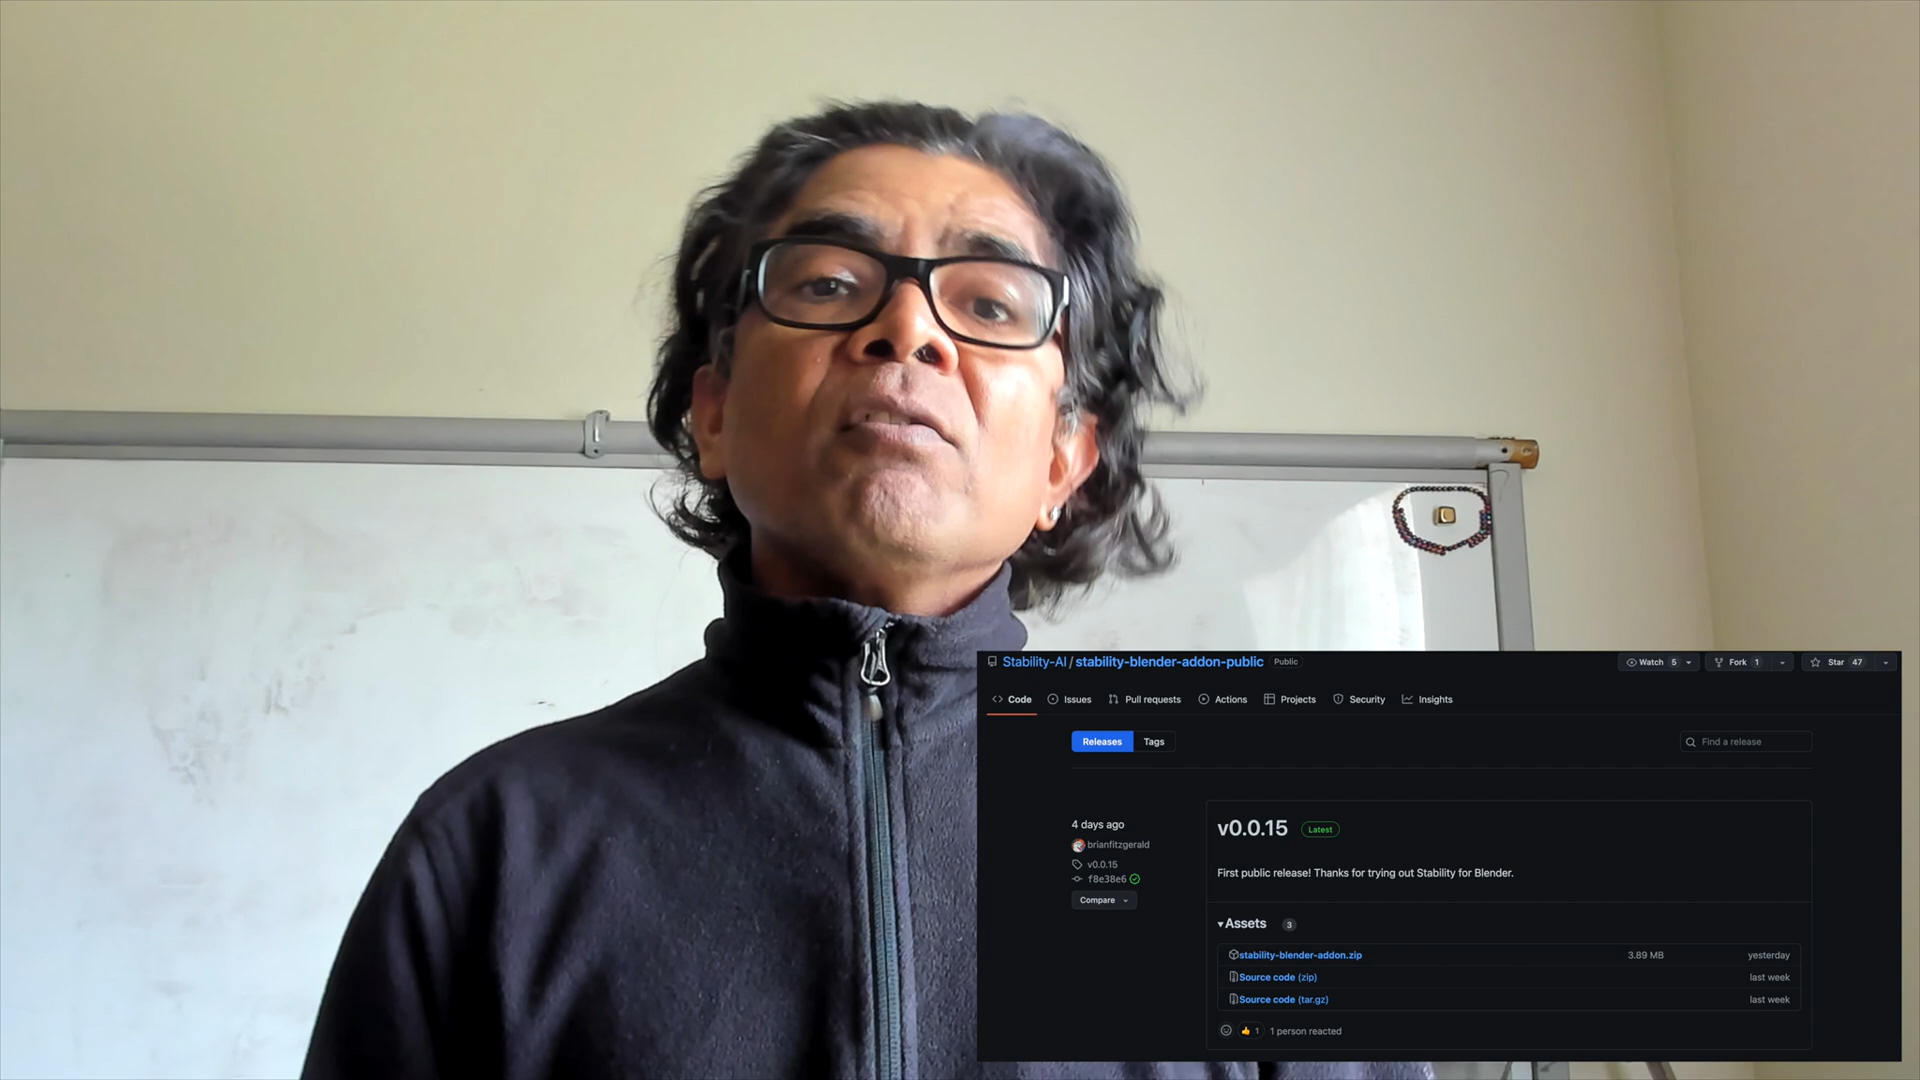 Stability-AI / stability-blender-addon-public Public
Watch 5 Fork 1 Star 47
Code Issues Pull requests Actions Projects Security Insights
Releases Tags
Find a release
4 days ago
brianfitzgerald
v0.0.15
f8e38e6
Compare
v0.0.15 Latest
First public release! Thanks for trying out Stability for Blender.
Assets 3
stability-blender-addon.zip 3.89 MB yesterday
Source code (zip) last week
Source code (tar.gz) last week
1 1 person reacted